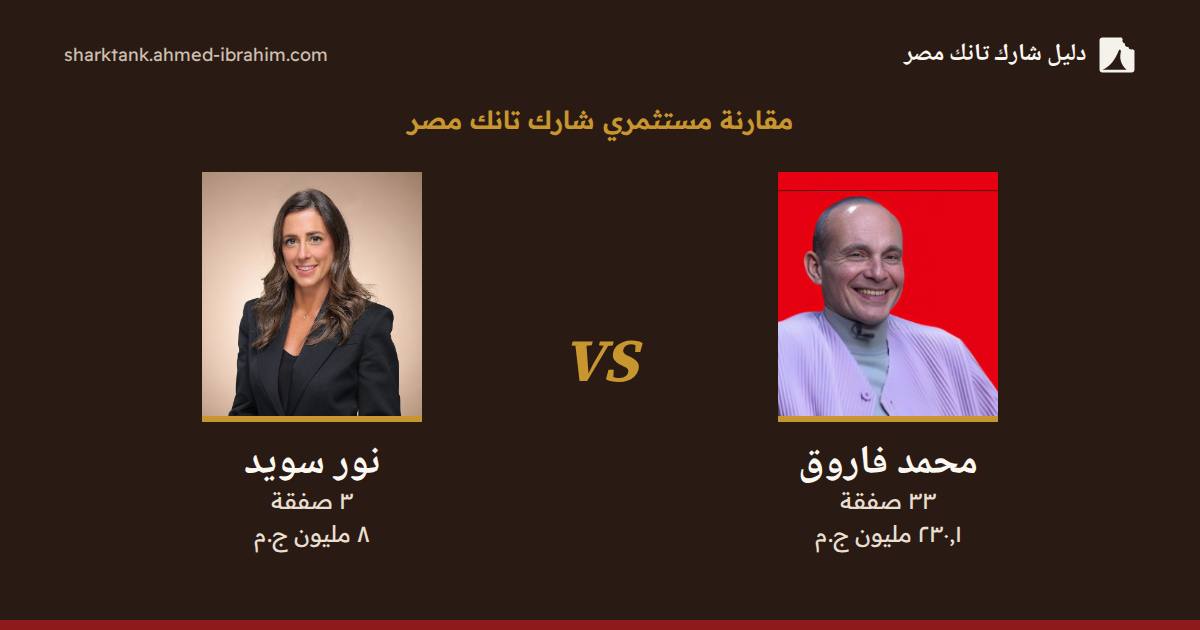 دليل شارك تانك مصر
sharktank.ahmed-ibrahim.com
مقارنة مستثمري شارك تانك مصر
محمد فاروق
٣٣ صفقة
٢٣٠,١ مليون ج.م
VS
نور سويد
٣ صفقة
٨ مليون ج.م